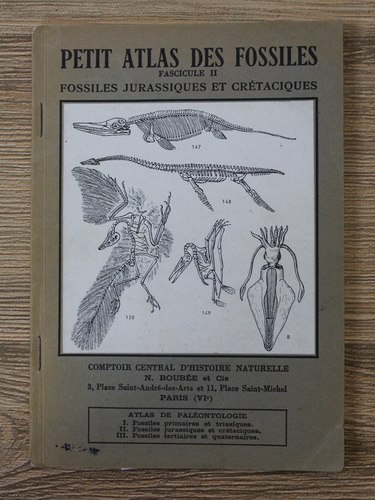 PETIT ATLAS DES FOSSILES
FASCICULE II
FOSSILES JURASSIQUES ET CRÉTACIQUES
147
148
150
149
8
COMPTOIR CENTRAL D'HISTOIRE NATURELLE
N. BOUBÉE et Cie
3, Place Saint-André-des-Arts et 11, Place Saint-Michel
PARIS (VIe)
ATLAS DE PALÉONTOLOGIE
I. Fossiles primaires et triasiques.
II. Fossiles jurassiques et crétaciques.
III. Fossiles tertiaires et quaternaires.